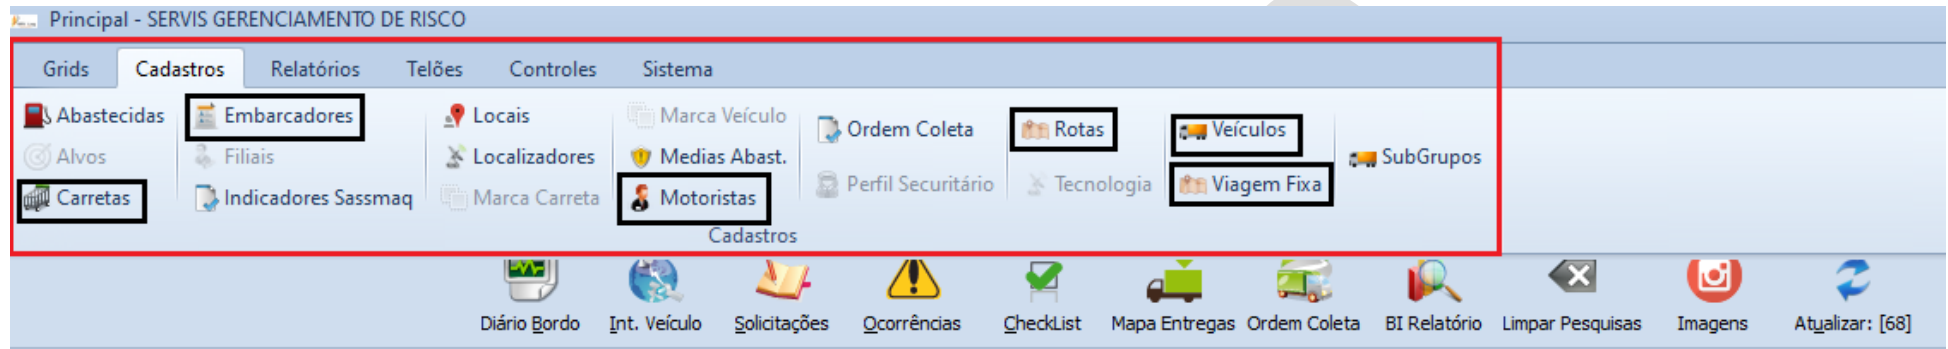 Principal - SERVIS GERENCIAMENTO DE RISCO
Grids Cadastros Relatórios Telões Controles Sistema
Abastecidas Embarcadores Locais Marca Veículo Ordem Coleta Rotas Veículos SubGrupos
Alvos Filiais Localizadores Medias Abast.
Carretas Indicadores Sassmaq Marca Carreta Motoristas Perfil Securitário Tecnologia Viagem Fixa
Cadastros
Diário Bordo Int. Veículo Solicitações Ocorrências CheckList Mapa Entregas Ordem Coleta BI Relatório Limpar Pesquisas Imagens Atualizar: [68]